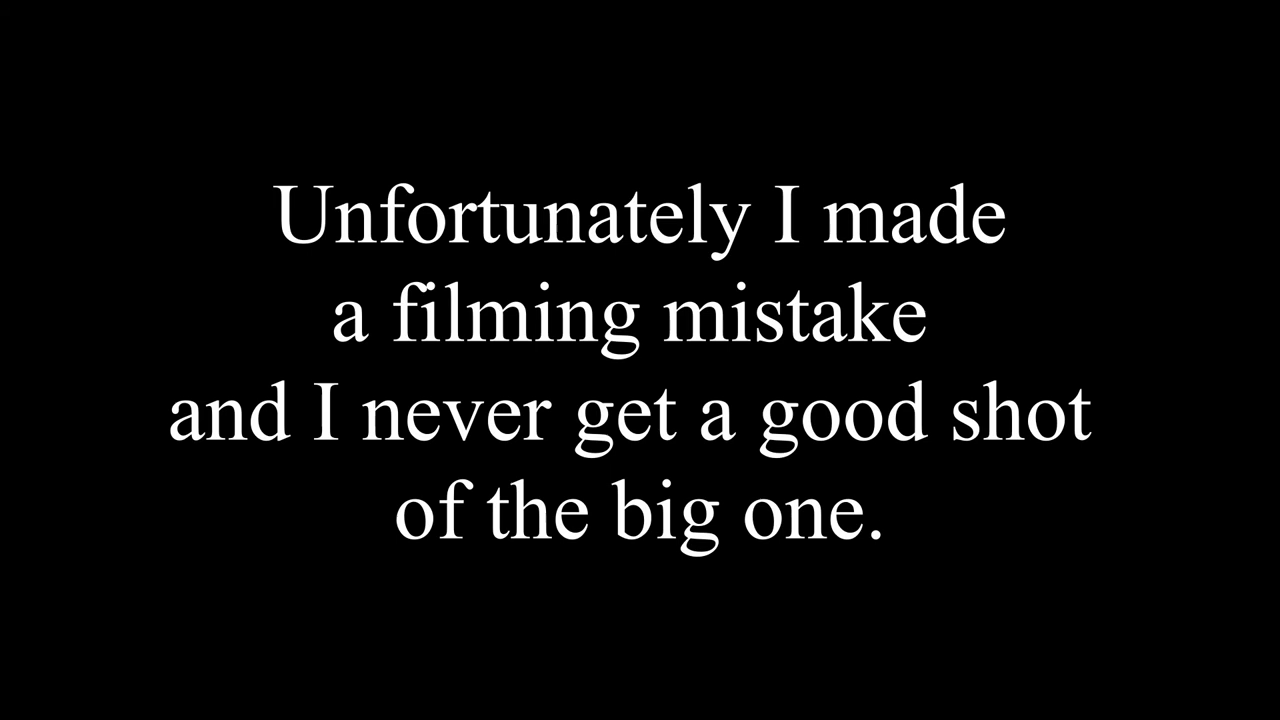 Unfortunately I made
a filming mistake
and I never get a good shot
of the big one.